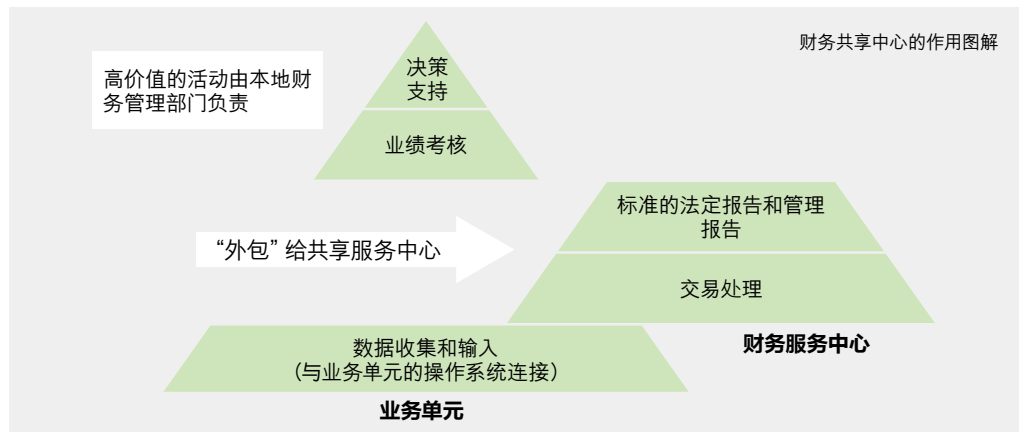 财务共享中心的作用图解
高价值的活动由本地财
务管理部门负责
决策
支持
业绩考核
标准的法定报告和管理
报告
“外包”给共享服务中心
交易处理
财务服务中心
数据收集和输入
（与业务单元的操作系统连接）
业务单元